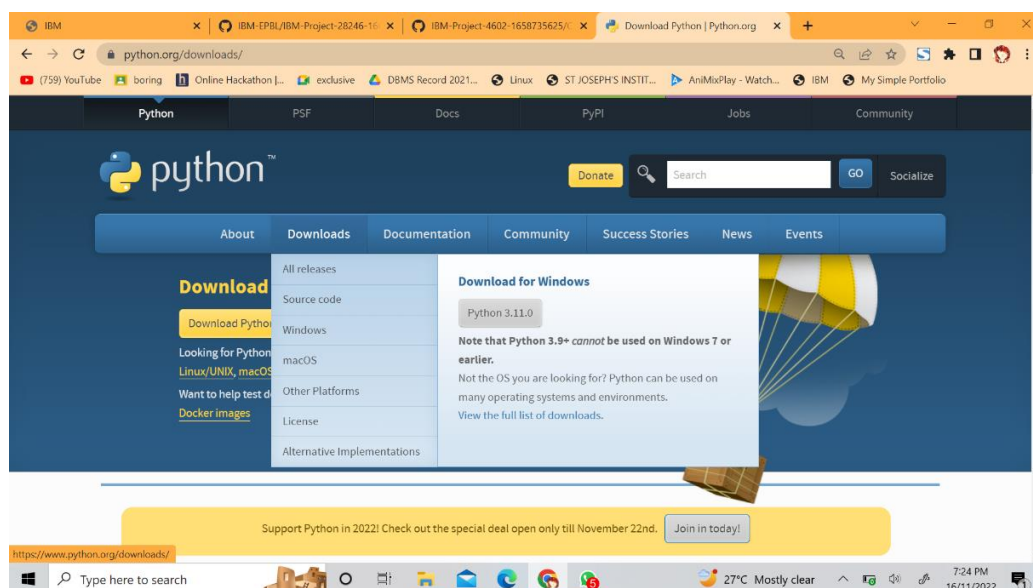 IBM
IBM-EPBL/IBM-Project-28246-16
IBM-Project-4602-1658735625/
Download Python | Python.org
python.org/downloads/
(759) YouTube
boring
Online Hackathon |...
exclusive
DBMS Record 2021...
Linux
ST JOSEPH'S INSTIT...
AniMixPlay - Watch...
IBM
My Simple Portfolio
Python
PSF
Docs
PyPI
Jobs
Community
python™
Donate
Search
GO
Socialize
About
Downloads
Documentation
Community
Success Stories
News
Events
Download
Download Pytho
Looking for Python
Linux/UNIX, macOS
Want to help test d
Docker images
All releases
Source code
Windows
macOS
Other Platforms
License
Alternative Implementations
Download for Windows
Python 3.11.0
Note that Python 3.9+ cannot be used on Windows 7 or
earlier.
Not the OS you are looking for? Python can be used on
many operating systems and environments.
View the full list of downloads.
Support Python in 2022! Check out the special deal open only till November 22nd.
Join in today!
https://www.python.org/downloads/
Type here to search
27°C Mostly clear
7:24 PM
16/11/2022